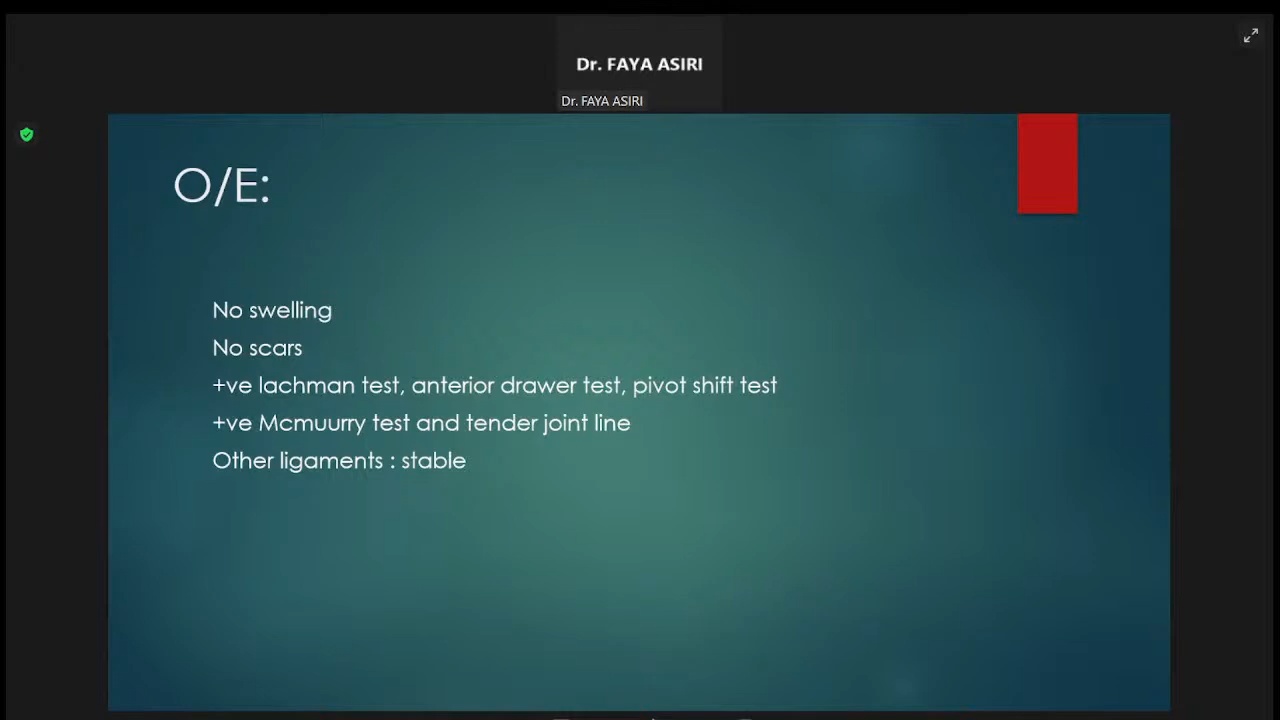 Dr. FAYA ASIRI
Dr. FAYA ASIRI
O/E:
No swelling
No scars
+ve lachman test, anterior drawer test, pivot shift test
+ve Mcmuurry test and tender joint line
Other ligaments : stable